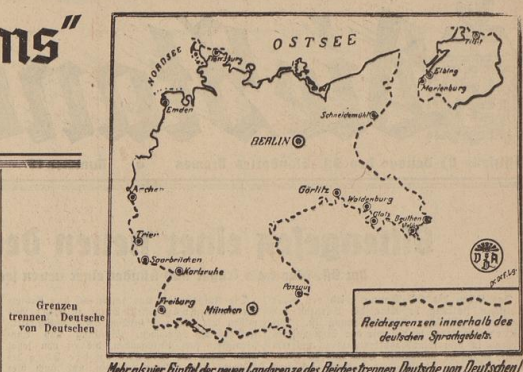 ms"
NORDSEE
OSTSEE
Flensburg
Tilsit
Elbing
Marienburg
Emden
Schneidemühl
BERLIN
Görlitz
Waldenburg
Glatz
Beuthen
Aachen
Trier
Saarbrücken
Karlsruhe
Passau
Freiburg
München
Grenzen
trennen Deutsche
von Deutschen
Reichsgrenzen innerhalb des
deutschen Sprachgebiets.
Mehr als vier Fünftel der neuen Landgrenze des Reiches trennen Deutsche von Deutschen!